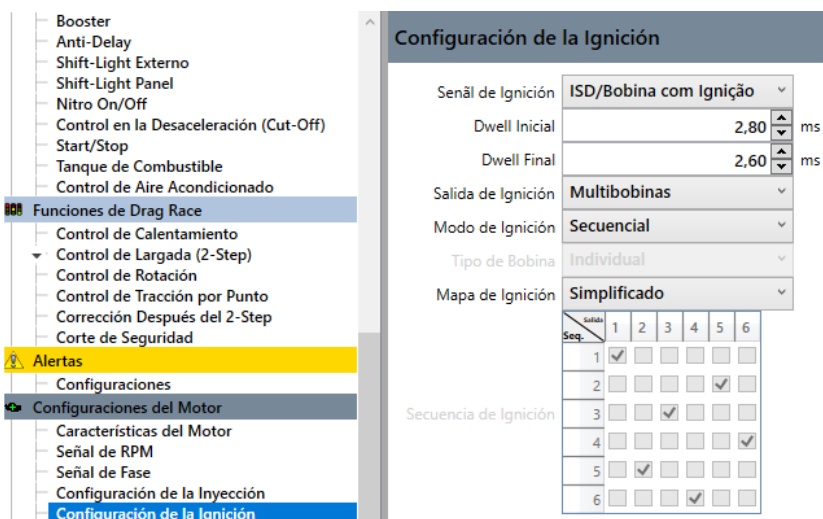 Booster
Anti-Delay
Shift-Light Externo
Shift-Light Panel
Nitro On/Off
Control en la Desaceleración (Cut-Off)
Start/Stop
Tanque de Combustible
Control de Aire Acondicionado
Funciones de Drag Race
Control de Calentamiento
Control de Largada (2-Step)
Control de Rotación
Control de Tracción por Punto
Corrección Después del 2-Step
Corte de Seguridad
Alertas
Configuraciones
Configuraciones del Motor
Características del Motor
Señal de RPM
Señal de Fase
Configuración de la Inyección
Configuración de la Ignición
Configuración de la Ignición
Senãl de Ignición ISD/Bobina com Ignição
Dwell Inicial 2,80 ms
Dwell Final 2,60 ms
Salida de Ignición Multibobinas
Modo de Ignición Secuencial
Tipo de Bobina Individual
Mapa de Ignición Simplificado
Salida 1 2 3 4 5 6
Seq.
1
2
Secuencia de Ignición 3
4
5
6